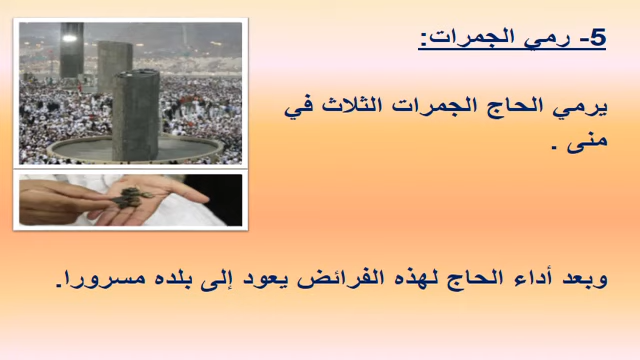 5- رمي الجمرات:
يرمي الحاج الجمرات الثلاث في
منى .
وبعد أداء الحاج لهذه الفرائض يعود إلى بلده مسرورا.